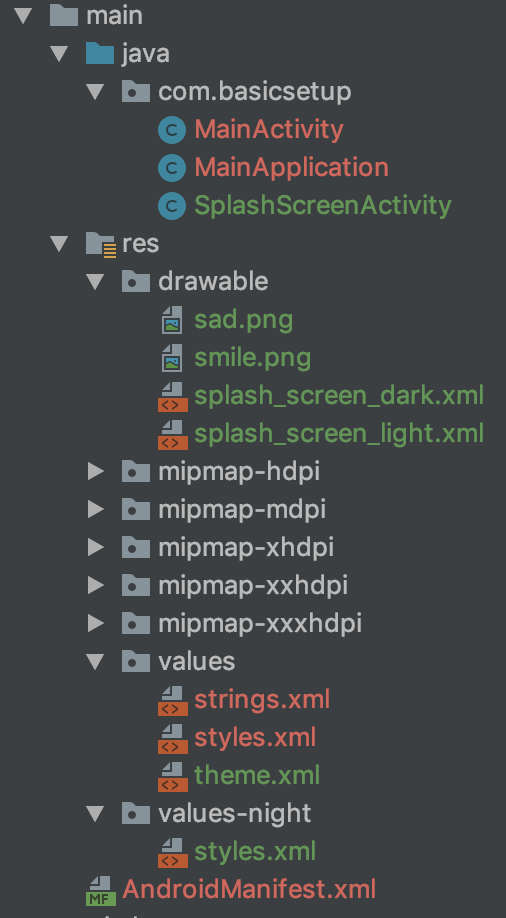 main
java
com.basicsetup
MainActivity
MainApplication
SplashScreenActivity
res
drawable
sad.png
smile.png
splash_screen_dark.xml
splash_screen_light.xml
mipmap-hdpi
mipmap-mdpi
mipmap-xhdpi
mipmap-xxhdpi
mipmap-xxxhdpi
values
strings.xml
styles.xml
theme.xml
values-night
styles.xml
AndroidManifest.xml